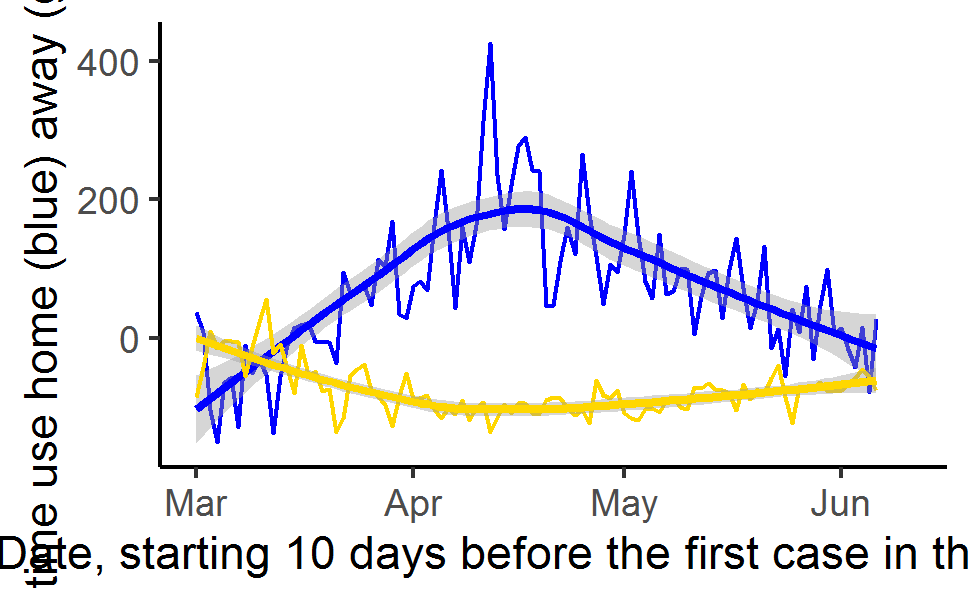 time use home (blue) away (
400
200
0
Mar Apr May Jun
Date, starting 10 days before the first case in th